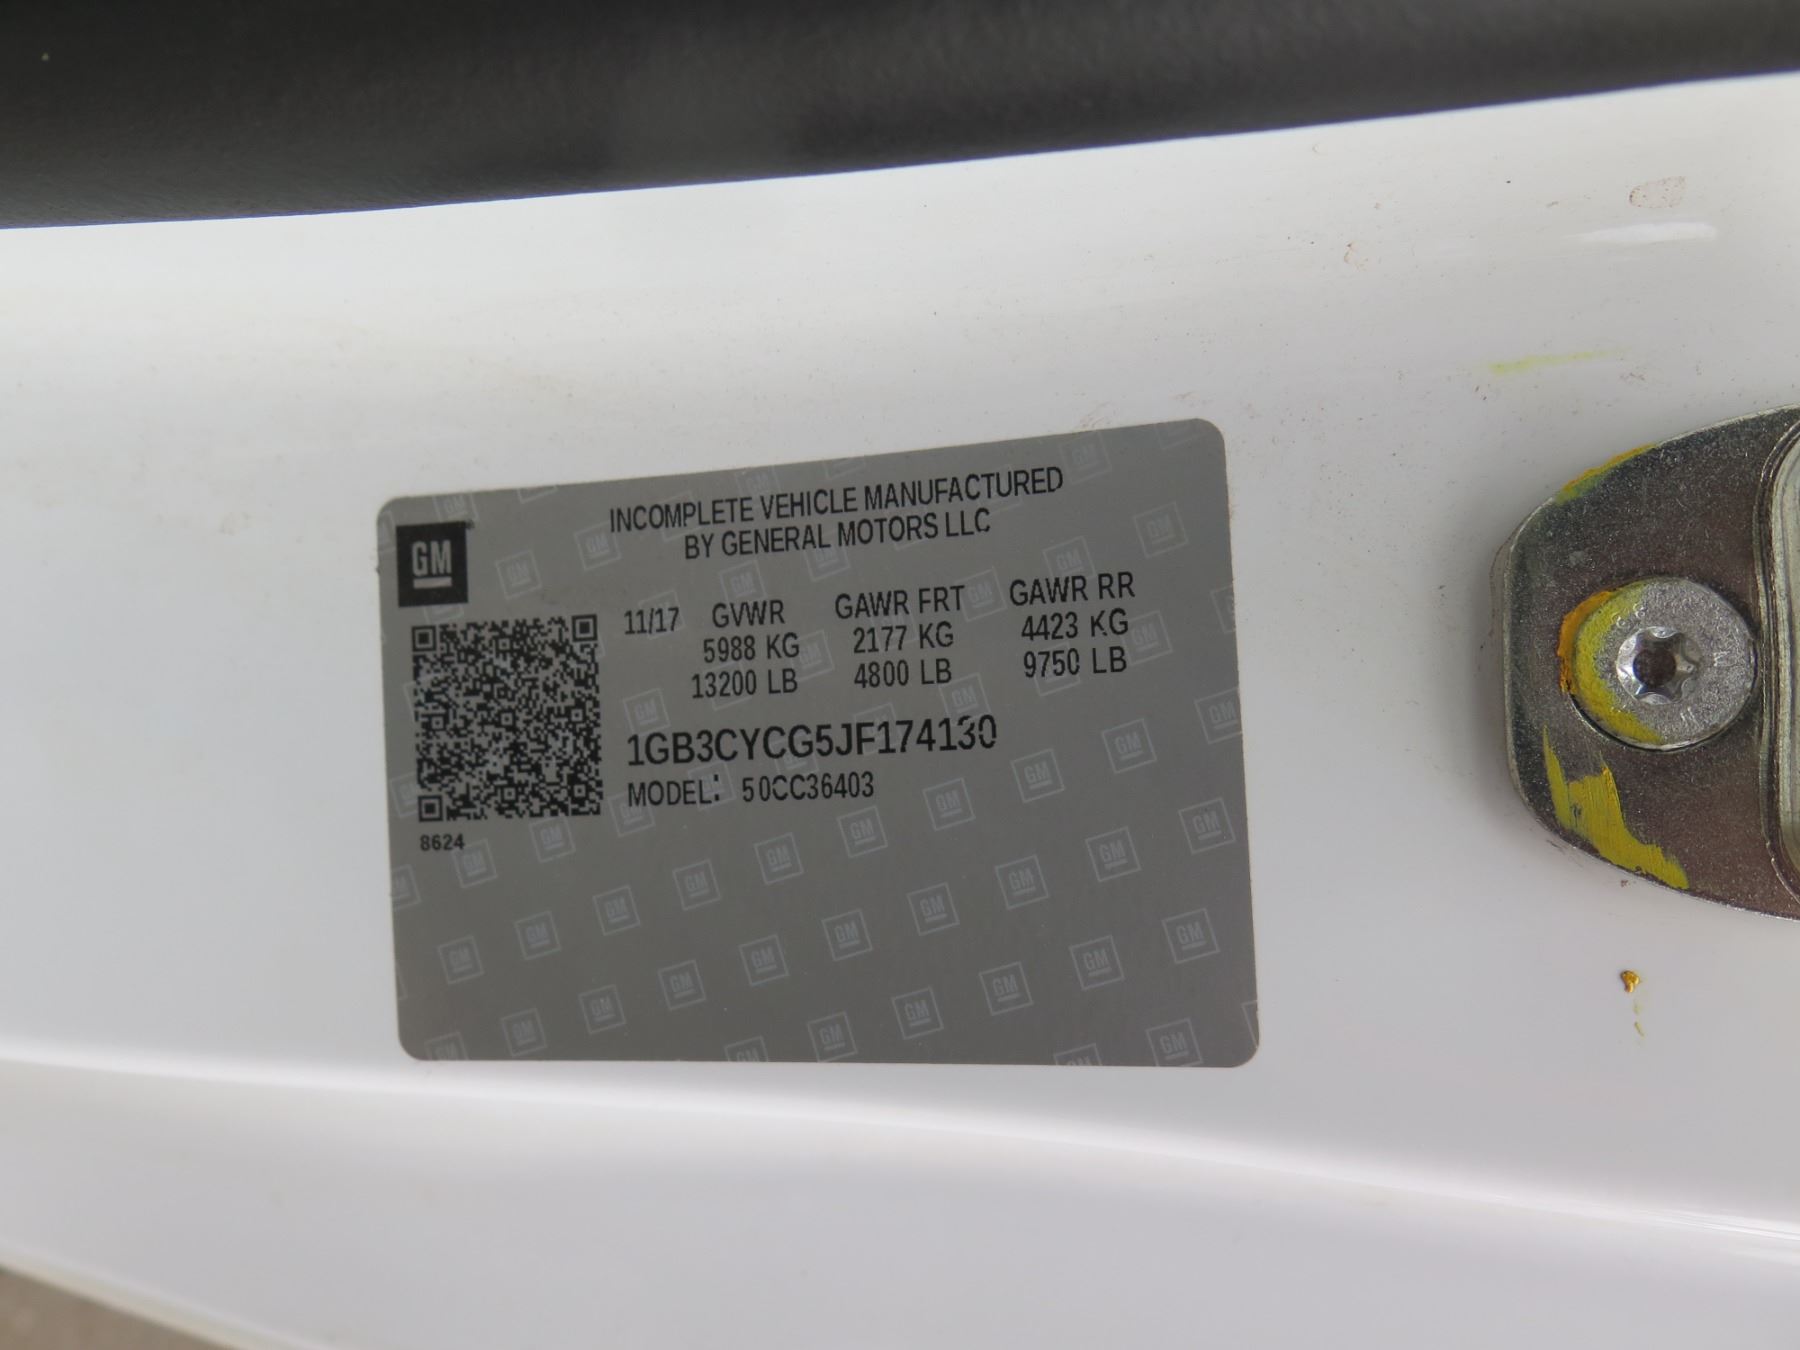 INCOMPLETE VEHICLE MANUFACTURED
BY GENERAL MOTORS LLC
GM
11/17 GVWR GAWR FRT GAWR RR
5988 KG 2177 KG 4423 KG
13200 LB 4800 LB 9750 LB
1GB3CYCG5JF174130
MODEL: 50CC36403
8624